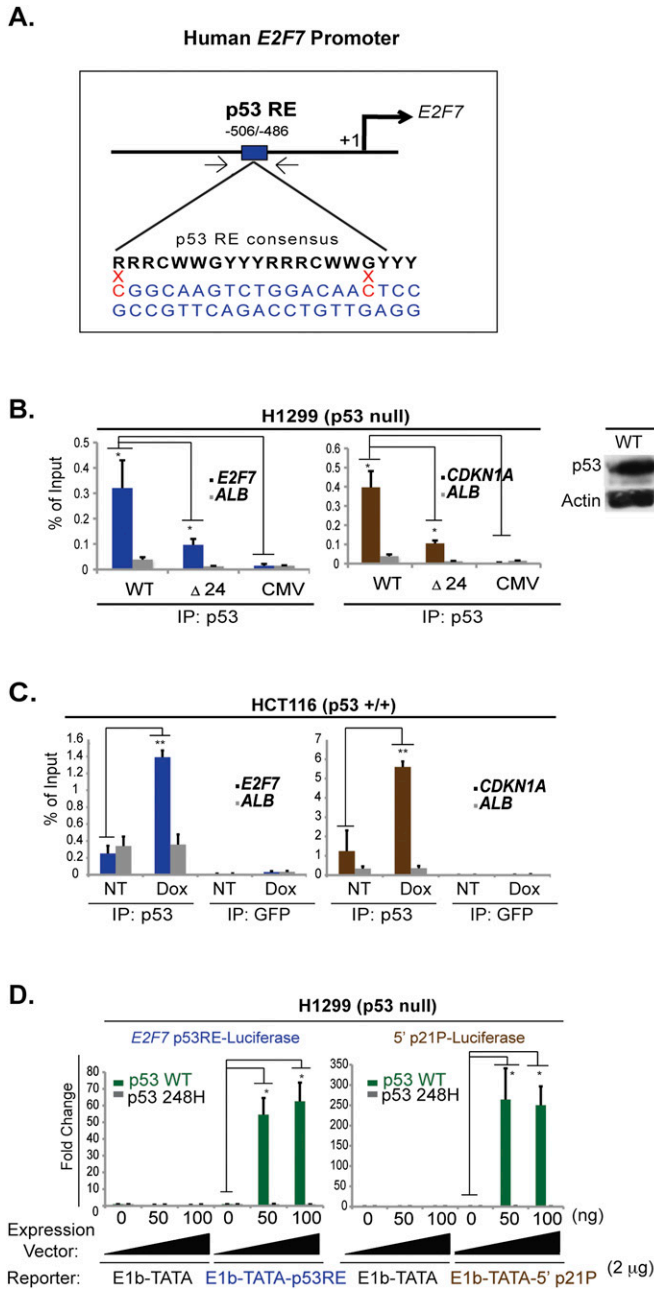 A.
Human E2F7 Promoter
p53 RE
-506/-486
+1
E2F7
p53 RE consensus
RRRCWWGYYYRRRCWWGYYY
X X
CGGCAAGTCTGGACAACTCC
GCCGTTCAGACCTGTTGAGG
B.
H1299 (p53 null)
% of Input
0.5
0.4
0.3
0.2
0.1
0
*
*
E2F7
ALB
WT Δ 24 CMV
IP: p53
0.6
0.5
0.4
0.3
0.2
0.1
0
*
*
CDKN1A
ALB
WT Δ 24 CMV
IP: p53
WT
p53
Actin
C.
HCT116 (p53 +/+)
% of Input
1.6
1.4
1.2
1.0
0.8
0.6
0.4
0.2
0
**
E2F7
ALB
NT Dox NT Dox
IP: p53 IP: GFP
7
6
5
4
3
2
1
0
**
CDKN1A
ALB
NT Dox NT Dox
IP: p53 IP: GFP
D.
H1299 (p53 null)
E2F7 p53RE-Luciferase
5' p21P-Luciferase
Fold Change
80
70
60
50
40
30
20
10
0
p53 WT
p53 248H
* *
350
300
250
200
150
100
50
0
p53 WT
p53 248H
* *
0 50 100 0 50 100 0 50 100 0 50 100 (ng)
Expression
Vector:
Reporter: E1b-TATA E1b-TATA-p53RE E1b-TATA E1b-TATA-5' p21P (2 µg)